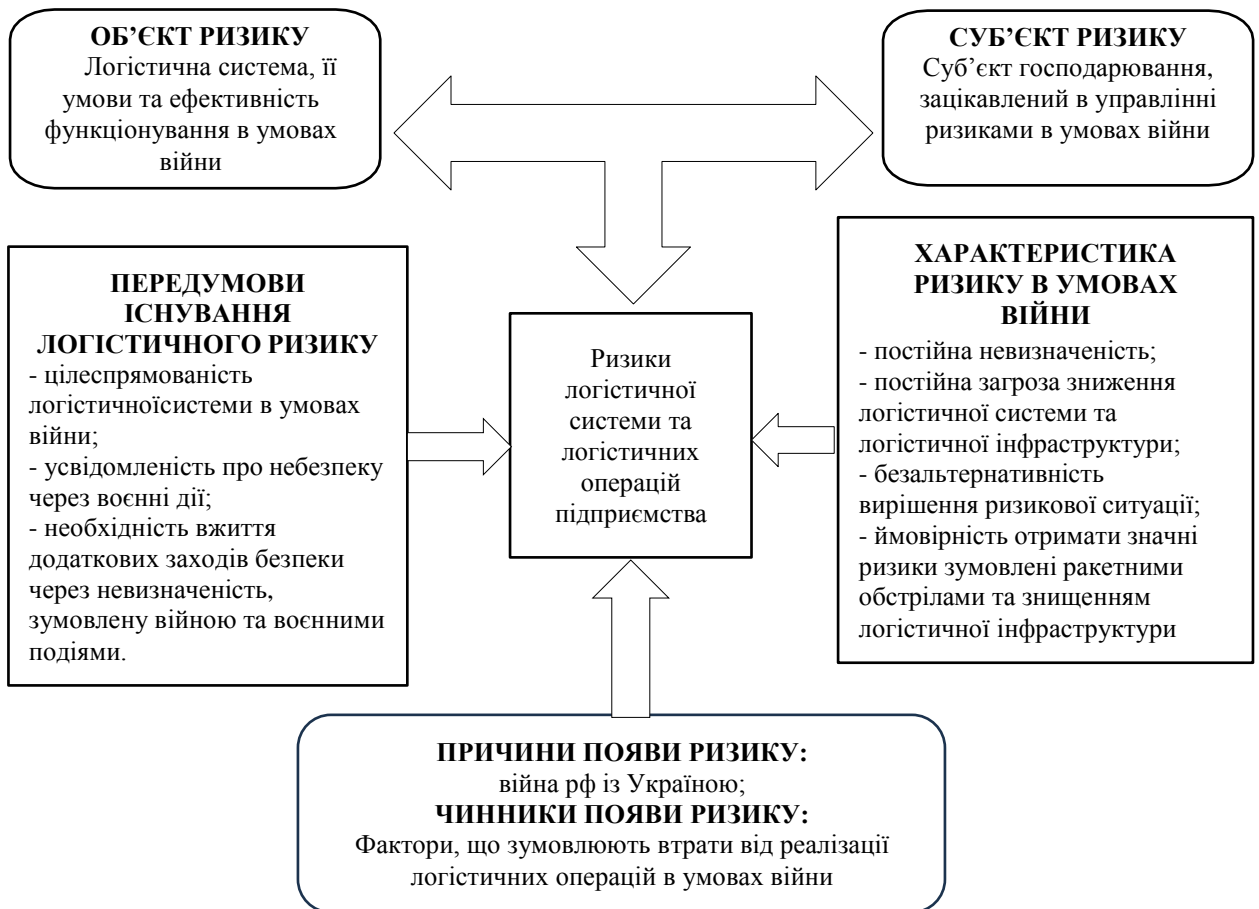 ОБ’ЄКТ РИЗИКУ
Логістична система, її
умови та ефективність
функціонування в умовах
війни
СУБ’ЄКТ РИЗИКУ
Суб’єкт господарювання,
зацікавлений в управлінні
ризиками в умовах війни
ПЕРЕДУМОВИ
ІСНУВАННЯ
ЛОГІСТИЧНОГО РИЗИКУ
- цілеспрямованість
логістичноїсистеми в умовах
війни;
- усвідомленість про небезпеку
через воєнні дії;
- необхідність вжиття
додаткових заходів безпеки
через невизначеність,
зумовлену війною та воєнними
подіями.
Ризики
логістичної
системи та
логістичних
операцій
підприємства
ХАРАКТЕРИСТИКА
РИЗИКУ В УМОВАХ
ВІЙНИ
- постійна невизначеність;
- постійна загроза зниження
логістичної системи та
логістичної інфраструктури;
- безальтернативність
вирішення ризикової ситуації;
- ймовірність отримати значні
ризики зумовлені ракетними
обстрілами та знищенням
логістичної інфраструктури
ПРИЧИНИ ПОЯВИ РИЗИКУ:
війна рф із Україною;
ЧИННИКИ ПОЯВИ РИЗИКУ:
Фактори, що зумовлюють втрати від реалізації
логістичних операцій в умовах війни